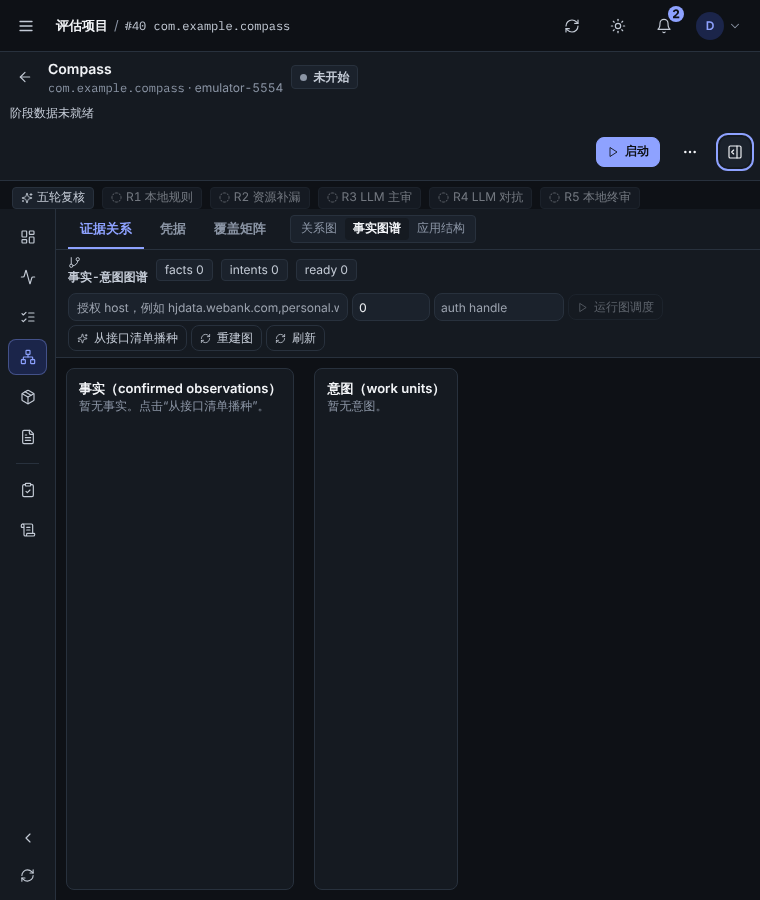 评估项目 / #40 com.example.compass
2
D
Compass
com.example.compass · emulator-5554
未开始
阶段数据未就绪
启动
五轮复核
R1 本地规则
R2 资源补漏
R3 LLM 主审
R4 LLM 对抗
R5 本地终审
证据关系
凭据
覆盖矩阵
关系图
事实图谱
应用结构
事实-意图图谱
facts 0
intents 0
ready 0
授权 host，例如 hjdata.webank.com,personal.v
0
auth handle
运行图调度
从接口清单播种
重建图
刷新
事实（confirmed observations）
暂无事实。点击“从接口清单播种”。
意图（work units）
暂无意图。